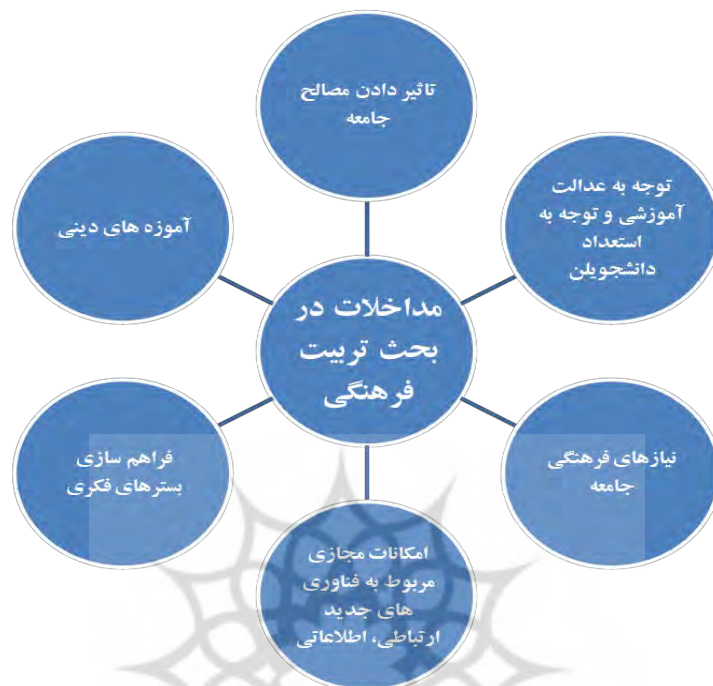 تاثیر دادن مصالح
جامعه
توجه به عدالت
آموزشی و توجه به
استعداد
دانشجویلن
آموزه های دینی
مداخلات در
بحث تربیت
فرهنگی
نیازهای فرهنگی
جامعه
فراهم سازی
بسترهای فکری
امکانات مجازی
مربوط به فناوری
های جدید
ارتباطی، اطلاعاتی